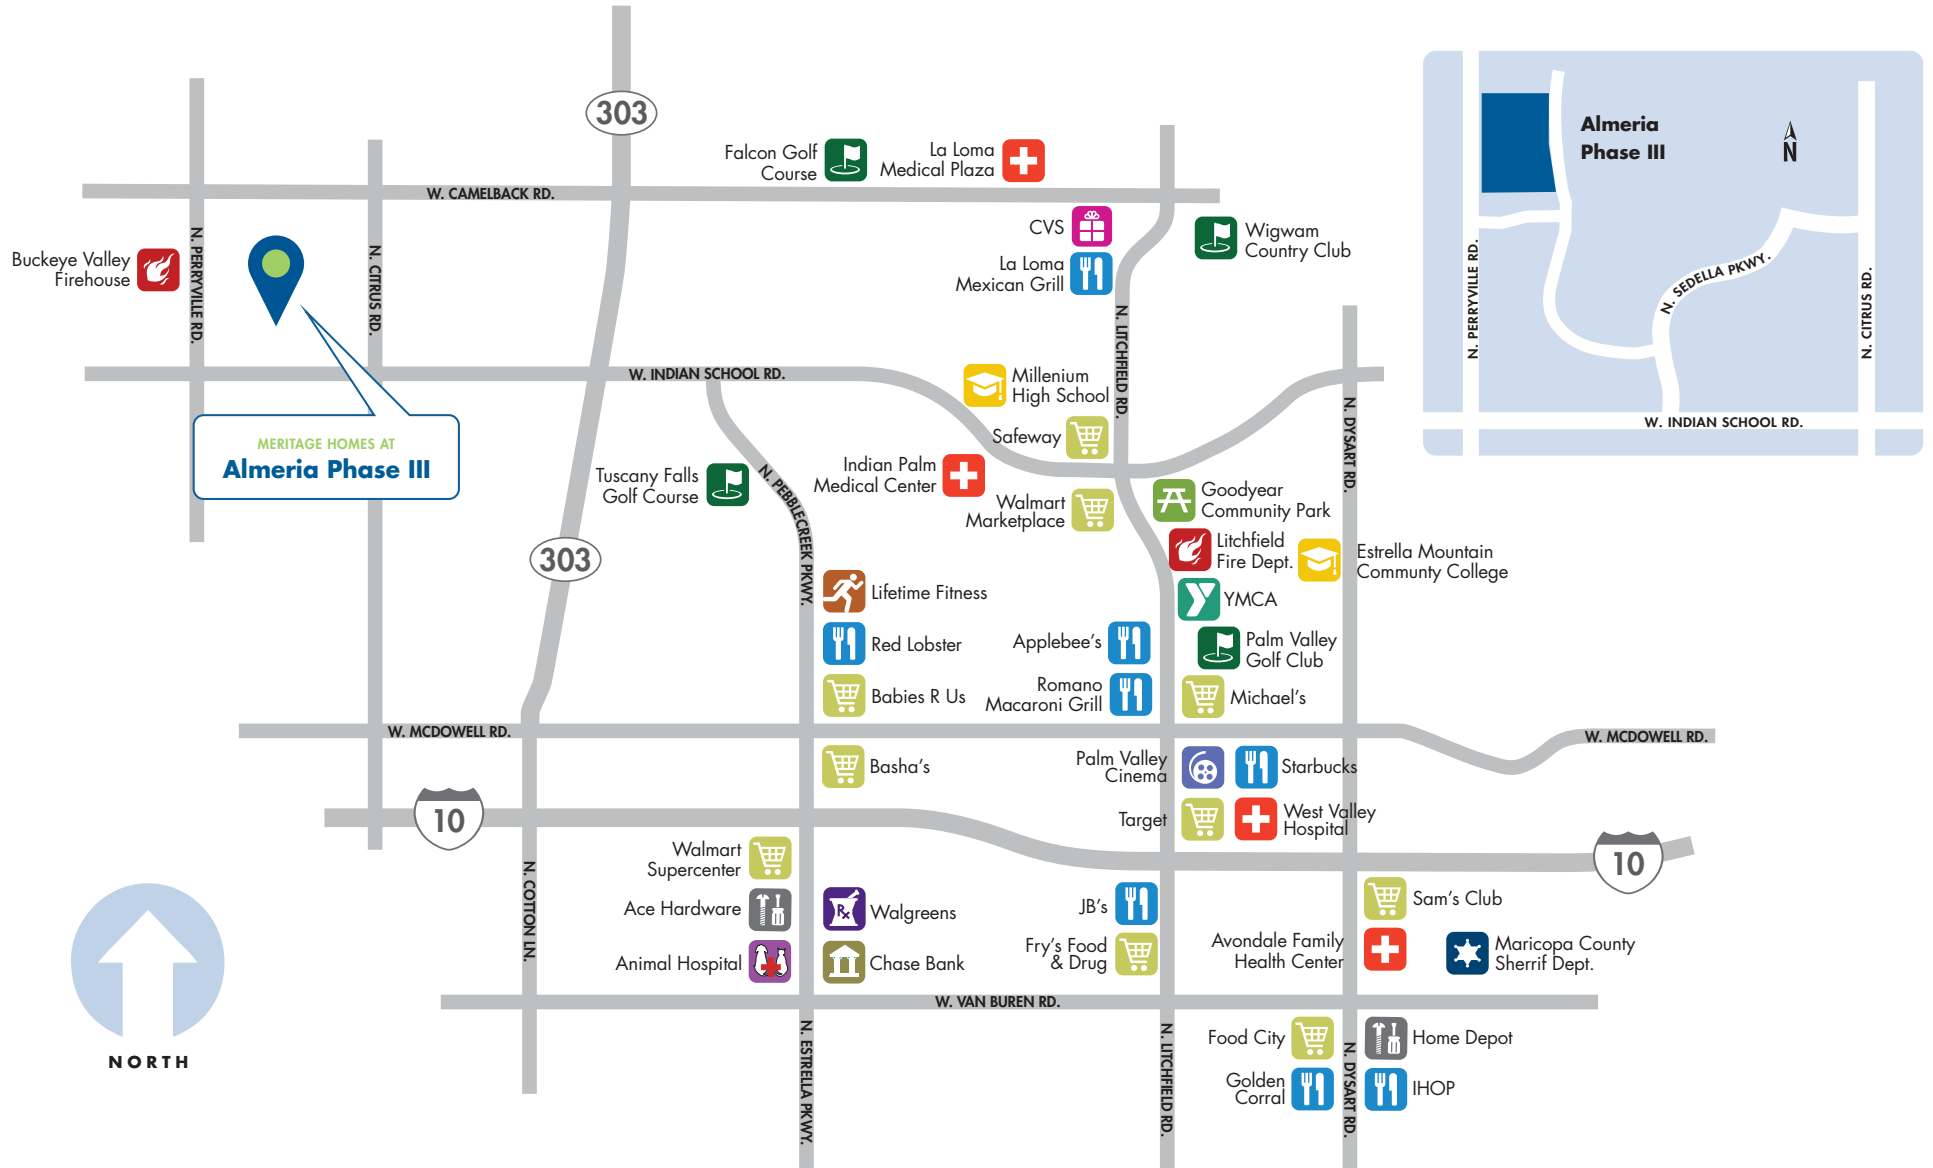 303
Falcon Golf
Course
La Loma
Medical Plaza
W. CAMELBACK RD.
CVS
Wigwam
Country Club
La Loma
Mexican Grill
Buckeye Valley
Firehouse
N. PERRYVILLE RD.
N. CITRUS RD.
N. LITCHFIELD RD.
W. INDIAN SCHOOL RD.
Millenium
High School
MERITAGE HOMES AT
Almeria Phase III
Safeway
N. DYSART RD.
Tuscany Falls
Golf Course
N. PEBBLECREEK PKWY.
Indian Palm
Medical Center
Walmart
Marketplace
Goodyear
Community Park
303
Litchfield
Fire Dept.
Estrella Mountain
Communty College
Lifetime Fitness
YMCA
Red Lobster
Applebee's
Palm Valley
Golf Club
Babies R Us
Romano
Macaroni Grill
Michael's
W. MCDOWELL RD.
W. MCDOWELL RD.
Basha's
Palm Valley
Cinema
Starbucks
10
Target
West Valley
Hospital
10
Walmart
Supercenter
N. COTTON LN.
Ace Hardware
Rx
Walgreens
JB's
Sam's Club
Animal Hospital
Chase Bank
Fry's Food
& Drug
Avondale Family
Health Center
Maricopa County
Sherrif Dept.
W. VAN BUREN RD.
NORTH
N. ESTRELLA PKWY.
N. LITCHFIELD RD.
Food City
N. DYSART RD.
Home Depot
Golden
Corral
IHOP
Almeria
Phase III
N
N. PERRYVILLE RD.
N. SEDELLA PKWY.
N. CITRUS RD.
W. INDIAN SCHOOL RD.